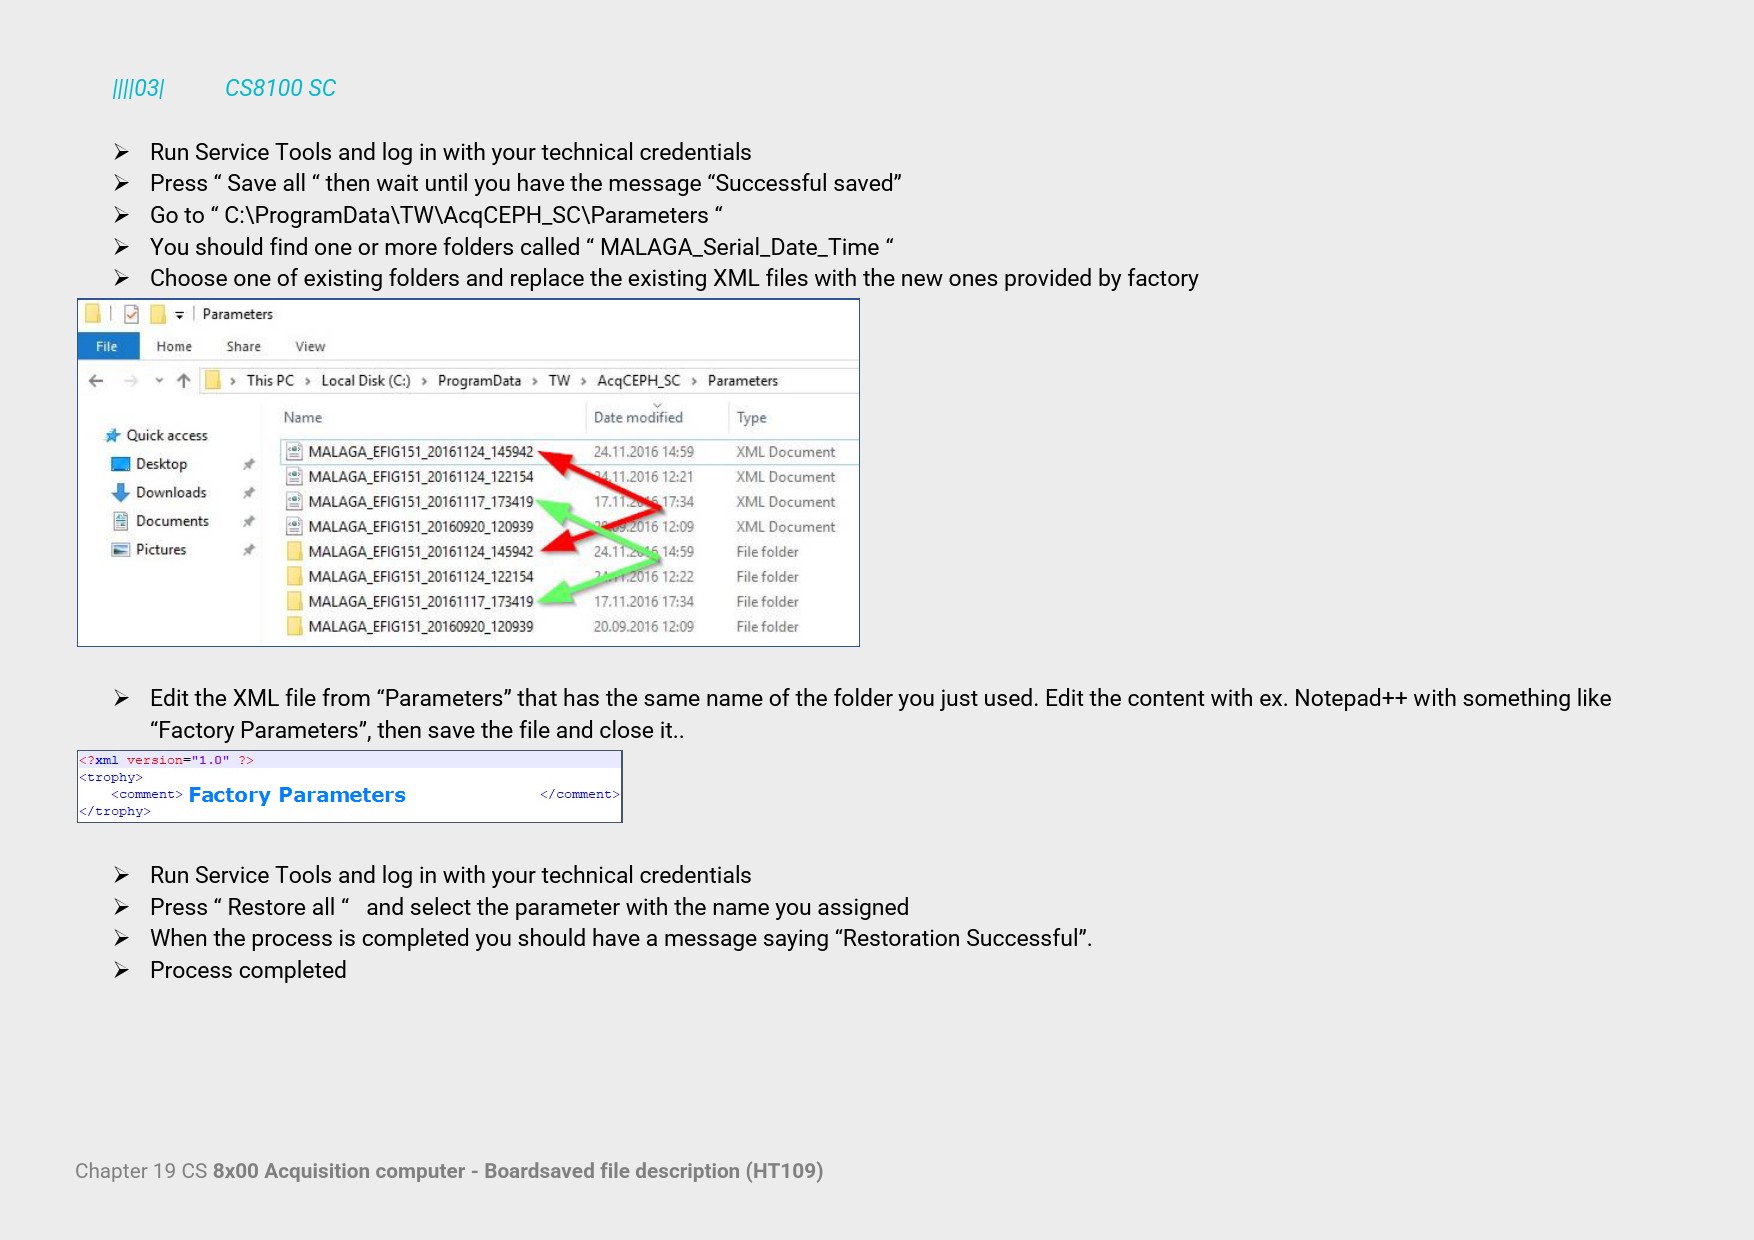 ||||03| CS8100 SC
➢ Run Service Tools and log in with your technical credentials
➢ Press “ Save all “ then wait until you have the message “Successful saved”
➢ Go to “ C:\ProgramData\TW\AcqCEPH_SC\Parameters “
➢ You should find one or more folders called “ MALAGA_Serial_Date_Time “
➢ Choose one of existing folders and replace the existing XML files with the new ones provided by factory
Parameters
File Home Share View
This PC › Local Disk (C:) › ProgramData › TW › AcqCEPH_SC › Parameters
Name Date modified Type
Quick access
Desktop
Downloads
Documents
Pictures
MALAGA_EFIG151_20161124_145942 24.11.2016 14:59 XML Document
MALAGA_EFIG151_20161124_122154 24.11.2016 12:21 XML Document
MALAGA_EFIG151_20161117_173419 17.11.2016 17:34 XML Document
MALAGA_EFIG151_20160920_120939 20.09.2016 12:09 XML Document
MALAGA_EFIG151_20161124_145942 24.11.2016 14:59 File folder
MALAGA_EFIG151_20161124_122154 24.11.2016 12:22 File folder
MALAGA_EFIG151_20161117_173419 17.11.2016 17:34 File folder
MALAGA_EFIG151_20160920_120939 20.09.2016 12:09 File folder
➢ Edit the XML file from “Parameters” that has the same name of the folder you just used. Edit the content with ex. Notepad++ with something like
“Factory Parameters”, then save the file and close it..
<?xml version="1.0" ?>
<trophy>
<comment> Factory Parameters </comment>
</trophy>
➢ Run Service Tools and log in with your technical credentials
➢ Press “ Restore all “ and select the parameter with the name you assigned
➢ When the process is completed you should have a message saying “Restoration Successful”.
➢ Process completed
Chapter 19 CS 8x00 Acquisition computer - Boardsaved file description (HT109)